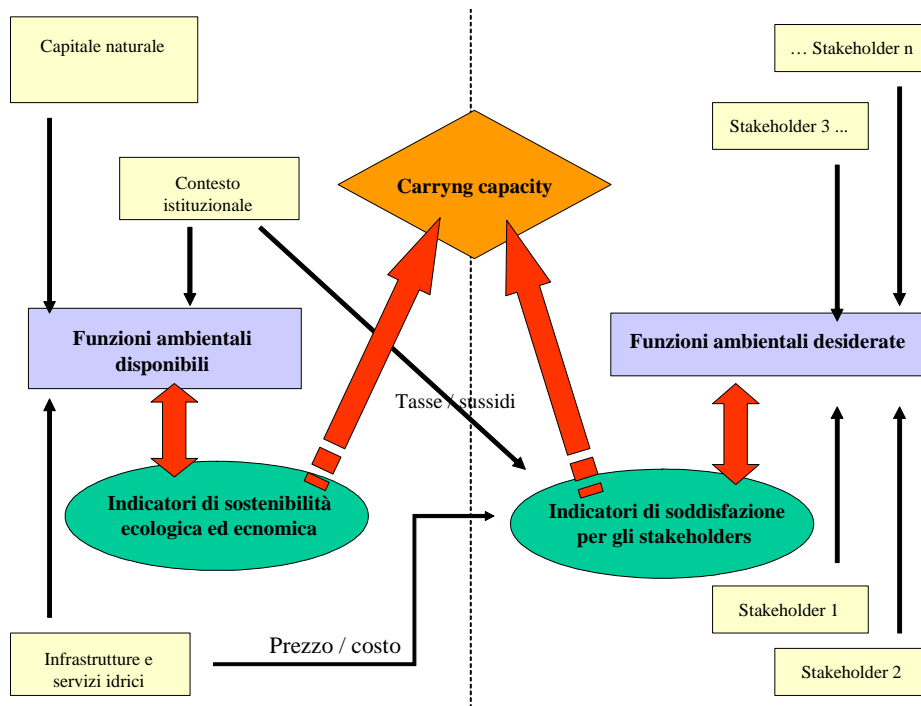 Capitale naturale
… Stakeholder n
Stakeholder 3 ...
Contesto
istituzionale
Carryng capacity
Funzioni ambientali
disponibili
Funzioni ambientali desiderate
Tasse / sussidi
Indicatori di sostenibilità
ecologica ed ecnomica
Indicatori di soddisfazione
per gli stakeholders
Stakeholder 1
Prezzo / costo
Infrastrutture e
servizi idrici
Stakeholder 2